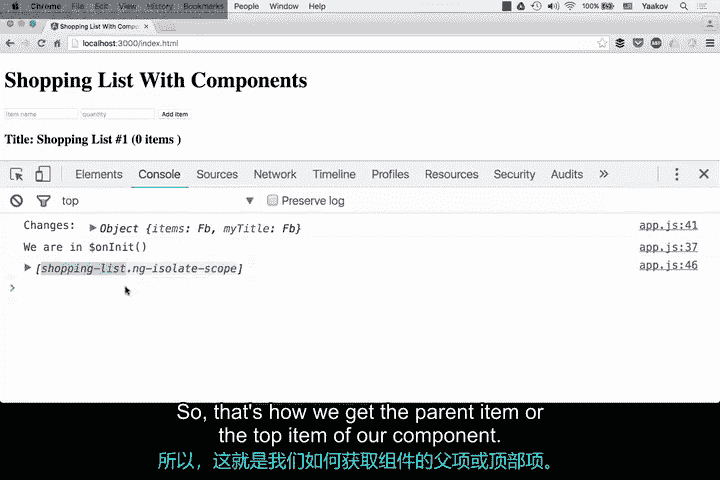 Chrome File Edit View History Bookmarks People Window Help 100% Yaakov
Shopping List With Compo
localhost:3000/index.html
Shopping List With Components
Item name quantity Add item
Title: Shopping List #1 (0 items )
Elements Console Sources Network Timeline Profiles Resources Security Audits
top Preserve log
Changes: Object {items: Fb, myTitle: Fb} app.js:41
We are in $onInit() app.js:37
[shopping-list.ng-isolate-scope] app.js:46
So, that's how we get the parent item or
the top item of our component.
所以，这就是我们如何获取组件的父项或顶部项。